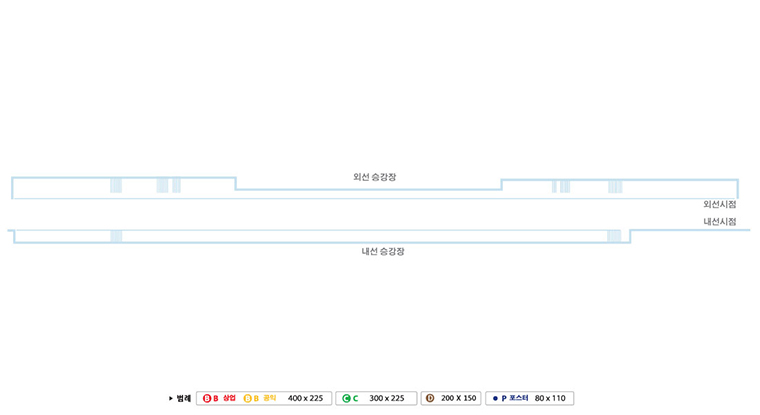 외선 승강장
외선시점
내선시점
내선 승강장
▶ 범례 B B 상업 B B 공익 400 x 225 C C 300 x 225 D 200 X 150 ● P 포스터 80 x 110